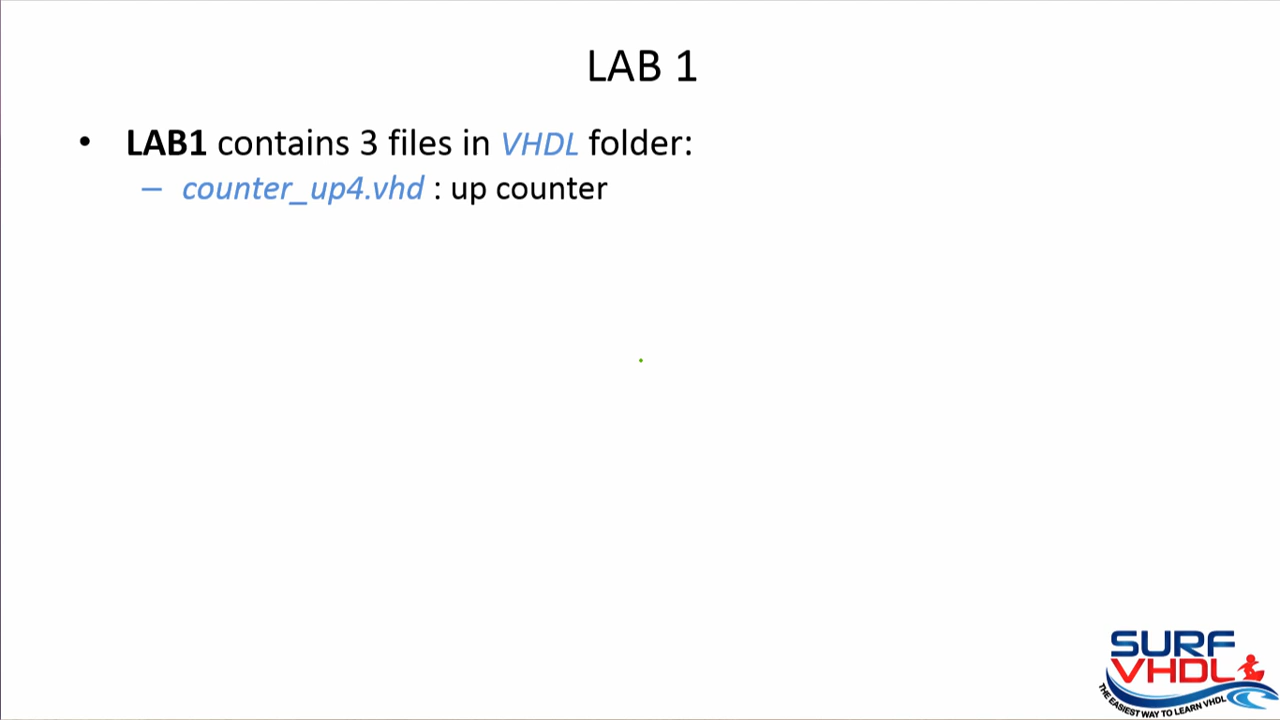 LAB 1
• LAB1 contains 3 files in VHDL folder:
– counter_up4.vhd : up counter
SURF
VHDL
THE EASIEST WAY TO LEARN VHDL